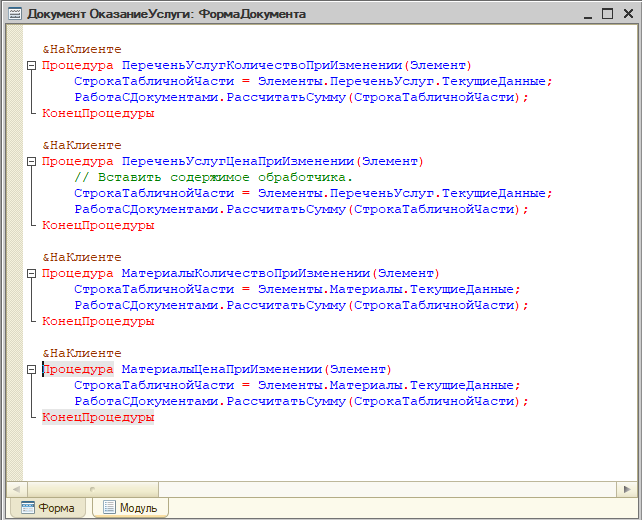 Документ ОказаниеУслуги: ФормаДокумента
&НаКлиенте
Процедура ПереченьУслугКоличествоПриИзменении(Элемент)
СтрокаТабличнойЧасти = Элементы.ПереченьУслуг.ТекущиеДанные;
РаботаСДокументами.РассчитатьСумму(СтрокаТабличнойЧасти);
КонецПроцедуры
&НаКлиенте
Процедура ПереченьУслугЦенаПриИзменении(Элемент)
// Вставить содержимое обработчика.
СтрокаТабличнойЧасти = Элементы.ПереченьУслуг.ТекущиеДанные;
РаботаСДокументами.РассчитатьСумму(СтрокаТабличнойЧасти);
КонецПроцедуры
&НаКлиенте
Процедура МатериалыКоличествоПриИзменении(Элемент)
СтрокаТабличнойЧасти = Элементы.Материалы.ТекущиеДанные;
РаботаСДокументами.РассчитатьСумму(СтрокаТабличнойЧасти);
КонецПроцедуры
&НаКлиенте
Процедура МатериалыЦенаПриИзменении(Элемент)
СтрокаТабличнойЧасти = Элементы.Материалы.ТекущиеДанные;
РаботаСДокументами.РассчитатьСумму(СтрокаТабличнойЧасти);
КонецПроцедуры
Форма Модуль